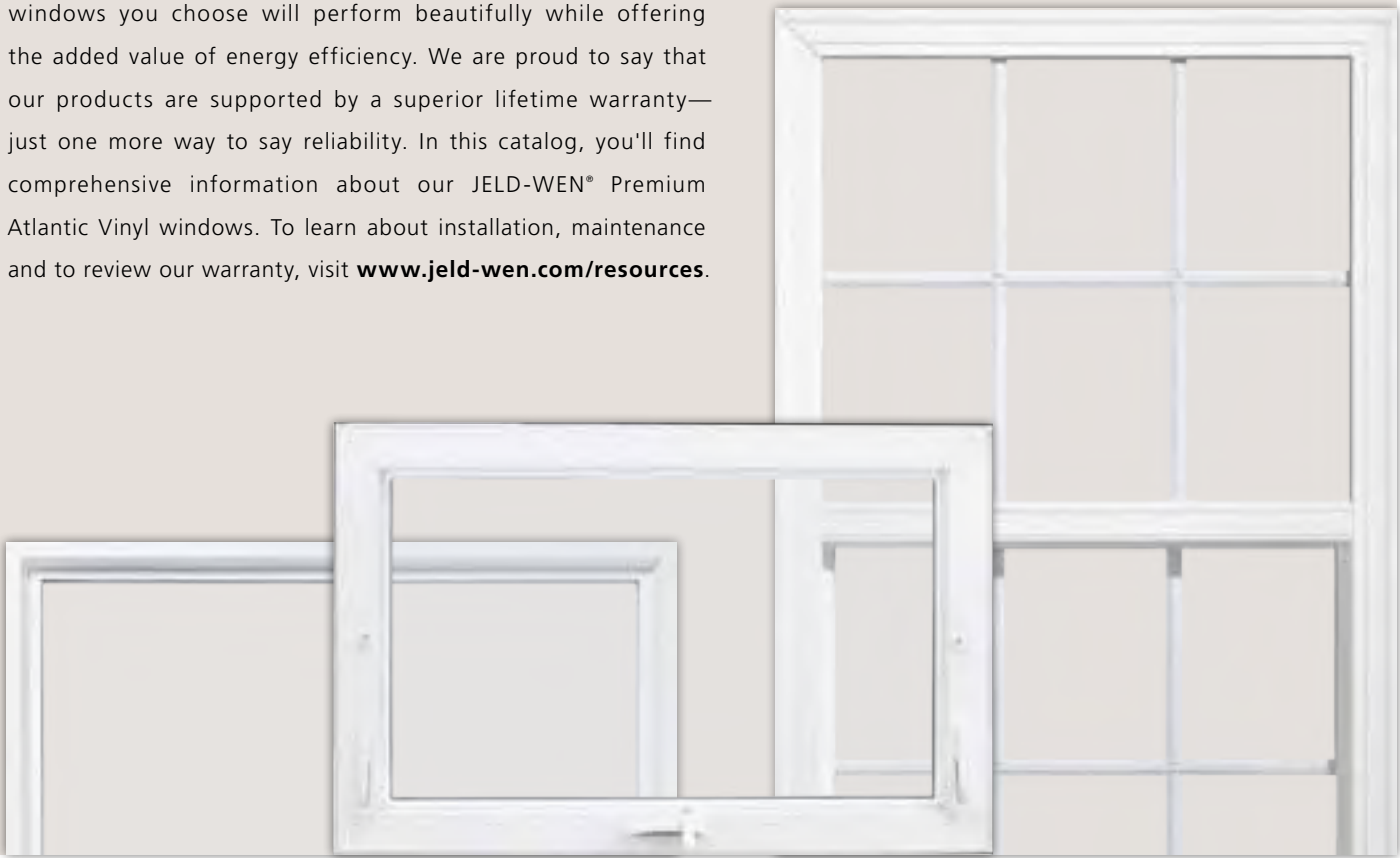 windows you choose will perform beautifully while offering
the added value of energy efficiency. We are proud to say that
our products are supported by a superior lifetime warranty—
just one more way to say reliability. In this catalog, you'll find
comprehensive information about our JELD-WEN® Premium
Atlantic Vinyl windows. To learn about installation, maintenance
and to review our warranty, visit www.jeld-wen.com/resources.